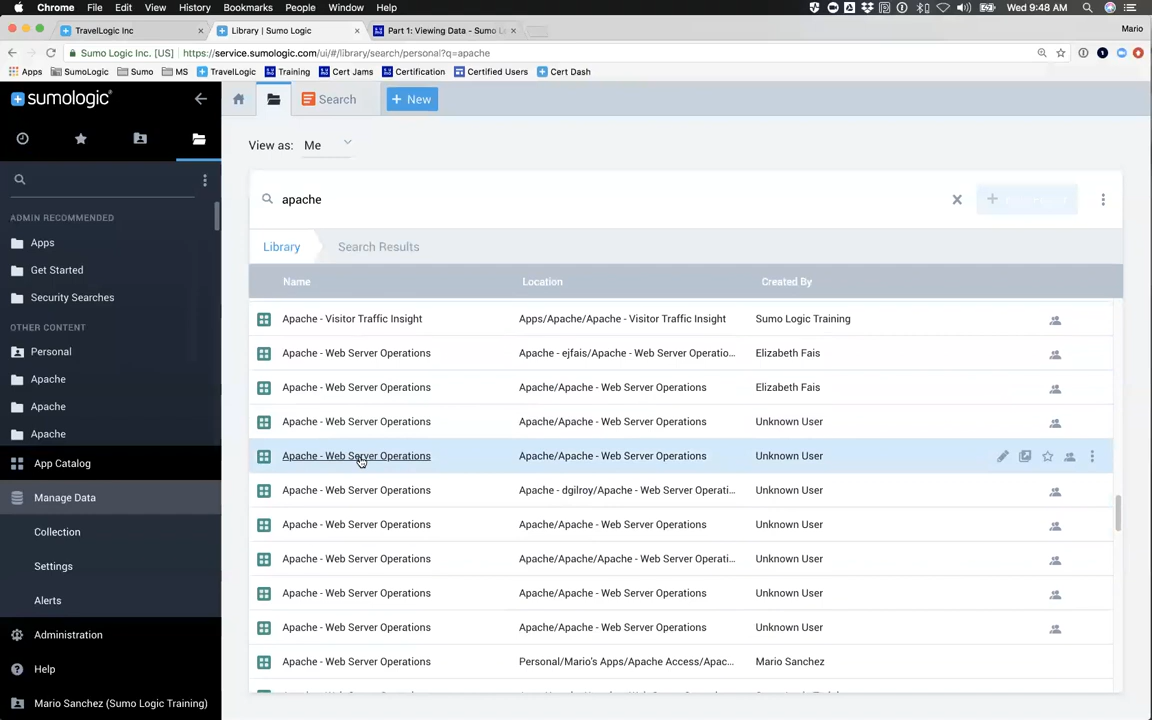 Chrome File Edit View History Bookmarks People Window Help Wed 9:48 AM
TravelLogic Inc
Library | Sumo Logic
Part 1: Viewing Data - Sumo L
Mario
Sumo Logic Inc. [US] https://service.sumologic.com/ui/#/library/search/personal?q=apache
Apps SumoLogic Sumo MS TravelLogic Training Cert Jams Certification Certified Users Cert Dash
sumologic
Search
+ New
View as: Me
apache
ADMIN RECOMMENDED
Apps
Get Started
Security Searches
OTHER CONTENT
Personal
Apache
Apache
Apache
App Catalog
Manage Data
Collection
Settings
Alerts
Administration
Help
Mario Sanchez (Sumo Logic Training)
Library Search Results
Name Location Created By
Apache - Visitor Traffic Insight Apps/Apache/Apache - Visitor Traffic Insight Sumo Logic Training
Apache - Web Server Operations Apache - ejfais/Apache - Web Server Operatio... Elizabeth Fais
Apache - Web Server Operations Apache/Apache - Web Server Operations Elizabeth Fais
Apache - Web Server Operations Apache/Apache - Web Server Operations Unknown User
Apache - Web Server Operations Apache/Apache - Web Server Operations Unknown User
Apache - Web Server Operations Apache - dgilroy/Apache - Web Server Operati... Unknown User
Apache - Web Server Operations Apache/Apache - Web Server Operations Unknown User
Apache - Web Server Operations Apache/Apache/Apache - Web Server Operati... Unknown User
Apache - Web Server Operations Apache/Apache - Web Server Operations Unknown User
Apache - Web Server Operations Apache/Apache - Web Server Operations Unknown User
Apache - Web Server Operations Personal/Mario's Apps/Apache Access/Apac... Mario Sanchez